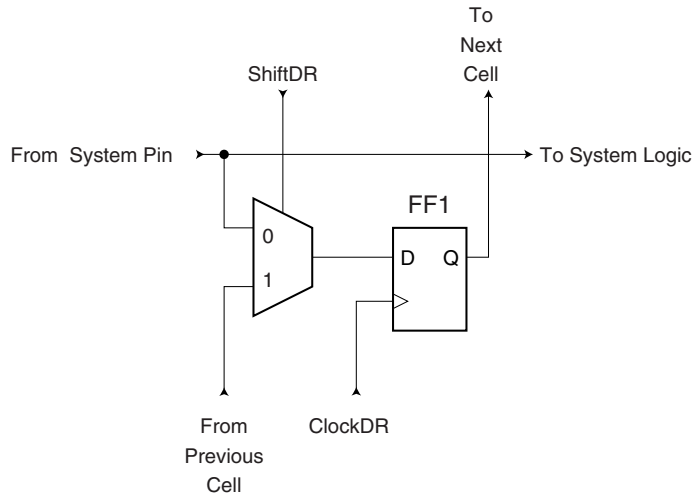 To
Next
Cell
ShiftDR
From System Pin
To System Logic
FF1
0
D Q
1
From
Previous
Cell
ClockDR